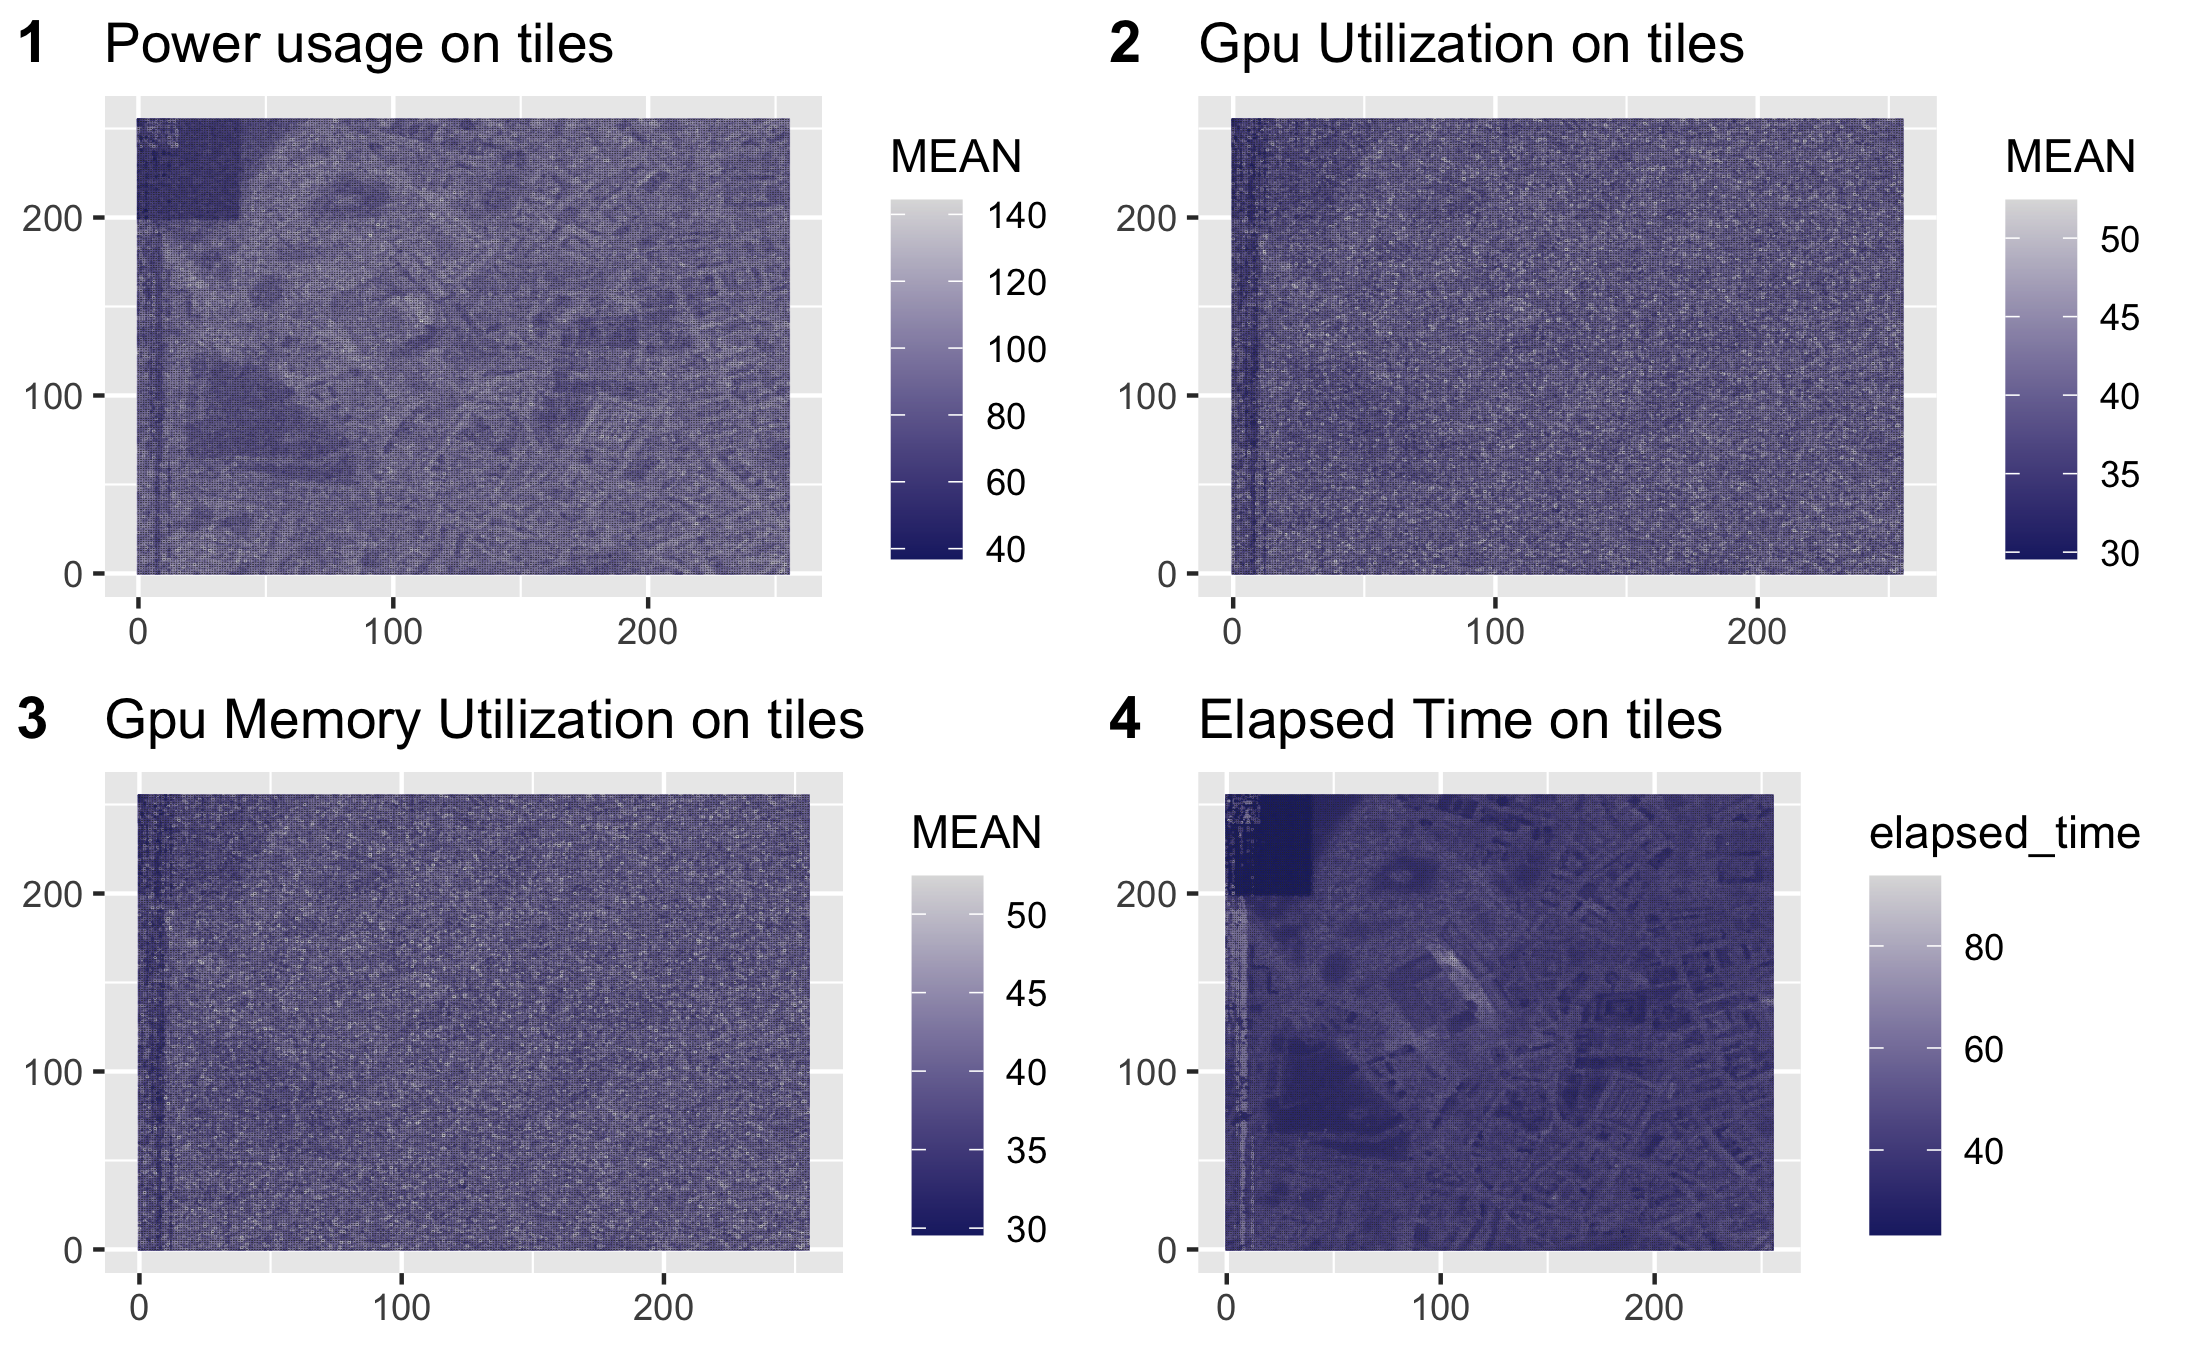 1 Power usage on tiles
MEAN
140
120
100
80
60
40
200
100
0
0 100 200
2 Gpu Utilization on tiles
MEAN
50
45
40
35
30
200
100
0
0 100 200
3 Gpu Memory Utilization on tiles
MEAN
50
45
40
35
30
200
100
0
0 100 200
4 Elapsed Time on tiles
elapsed_time
80
60
40
200
100
0
0 100 200